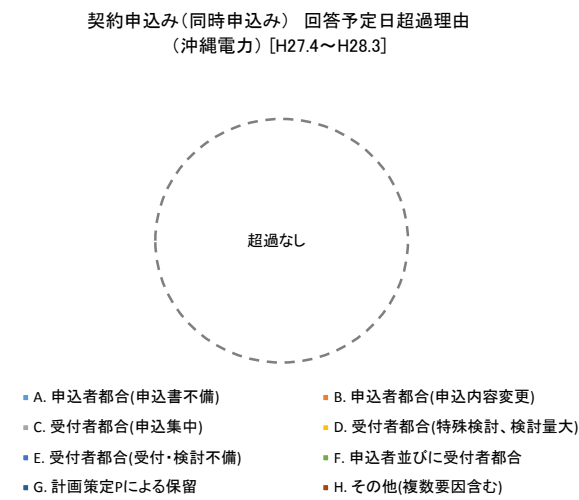 契約申込み(同時申込み) 回答予定日超過理由
(沖縄電力) [H27.4～H28.3]
超過なし
A. 申込者都合(申込書不備)
B. 申込者都合(申込内容変更)
C. 受付者都合(申込集中)
D. 受付者都合(特殊検討、検討量大)
E. 受付者都合(受付・検討不備)
F. 申込者並びに受付者都合
G. 計画策定Pによる保留
H. その他(複数要因含む)